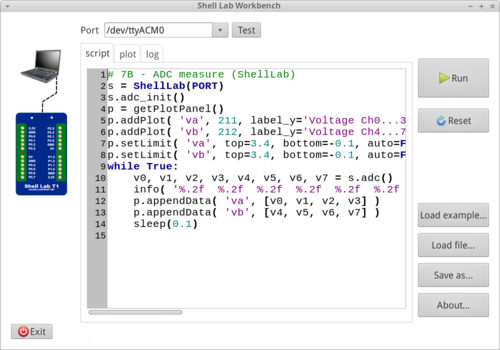 Shell Lab Workbench
Port /dev/ttyACM0 Test
script plot log
1 # 7B - ADC measure (ShellLab)
2 s = ShellLab(PORT)
3 s.adc_init()
4 p = getPlotPanel()
5 p.addPlot( 'va', 211, label_y='Voltage Ch0...3
6 p.addPlot( 'vb', 212, label_y='Voltage Ch4...7
7 p.setLimit( 'va', top=3.4, bottom=-0.1, auto=F
8 p.setLimit( 'vb', top=3.4, bottom=-0.1, auto=F
9 while True:
10 v0, v1, v2, v3, v4, v5, v6, v7 = s.adc()
11 info( '%.2f %.2f %.2f %.2f %.2f %.2f
12 p.appendData( 'va', [v0, v1, v2, v3] )
13 p.appendData( 'vb', [v4, v5, v6, v7] )
14 sleep(0.1)
15
Shell Lab T1
Run
Reset
Load example...
Load file...
Save as...
About...
Exit